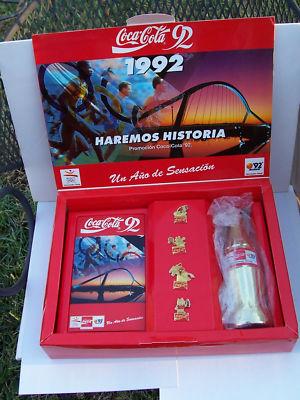 Coca-Cola 92
1992
HAREMOS HISTORIA
Promoción Coca-Cola' 92.
Un Año de Sensación
'92
Coca-Cola 92
Un Año de Sensación